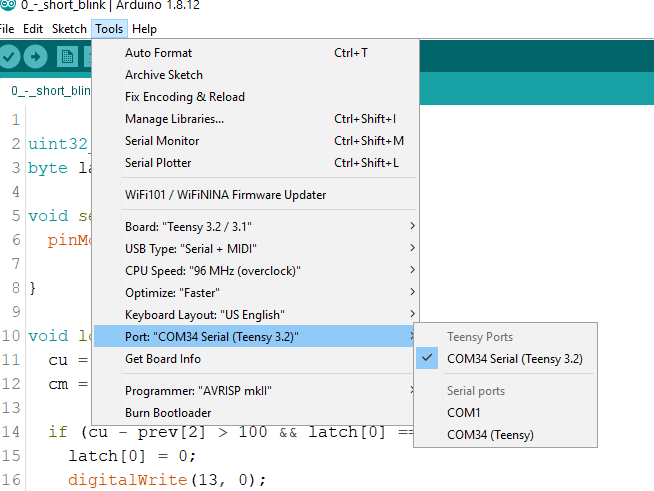 0_-_short_blink | Arduino 1.8.12
File Edit Sketch Tools Help
Auto Format Ctrl+T
Archive Sketch
Fix Encoding & Reload
Manage Libraries... Ctrl+Shift+I
Serial Monitor Ctrl+Shift+M
Serial Plotter Ctrl+Shift+L
WiFi101 / WiFiNINA Firmware Updater
Board: "Teensy 3.2 / 3.1"
USB Type: "Serial + MIDI"
CPU Speed: "96 MHz (overclock)"
Optimize: "Faster"
Keyboard Layout: "US English"
Port: "COM34 Serial (Teensy 3.2)"
Get Board Info
Programmer: "AVRISP mkII"
Burn Bootloader
Teensy Ports
COM34 Serial (Teensy 3.2)
Serial ports
COM1
COM34 (Teensy)
0_-_short_blin
1
2 uint32_
3 byte la
4
5 void se
6 pinMo
8 }
9
10 void lo
11 cu =
12 cm =
13
14 if (cu - prev[2] > 100 && latch[0] ==
15 latch[0] = 0;
16 digitalWrite(13, 0);